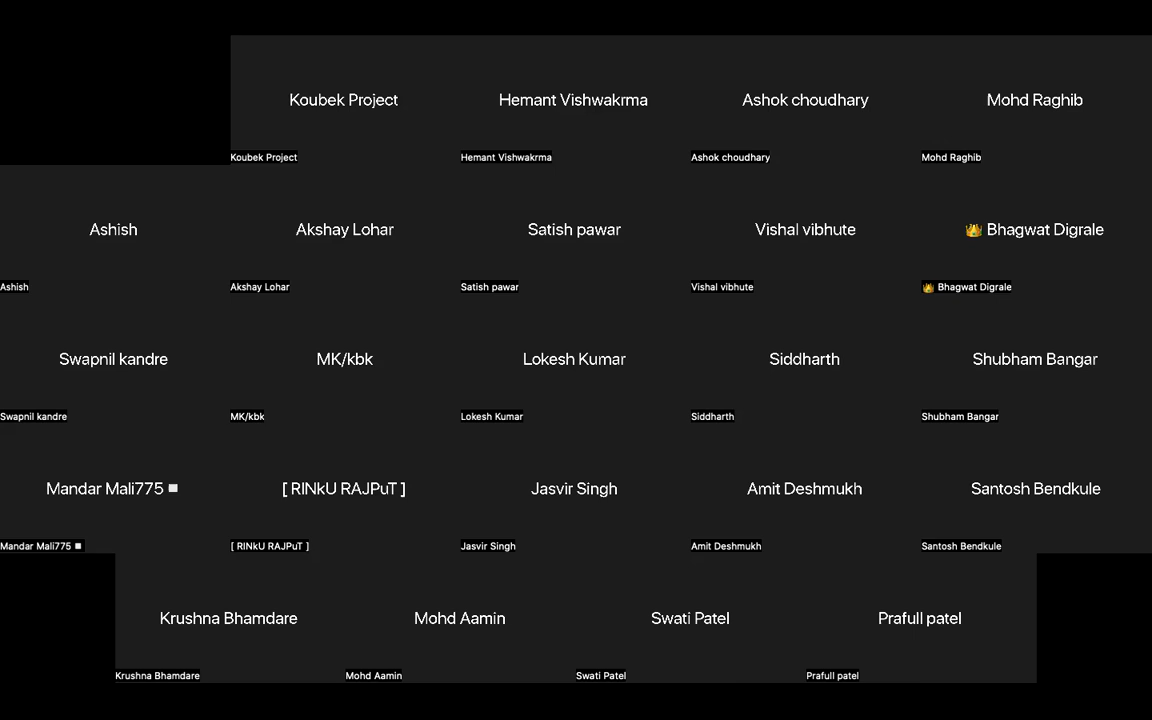 Koubek Project
Hemant Vishwakrma
Ashok choudhary
Mohd Raghib
Koubek Project
Hemant Vishwakrma
Ashok choudhary
Mohd Raghib
Ashish
Akshay Lohar
Satish pawar
Vishal vibhute
👑 Bhagwat Digrale
Ashish
Akshay Lohar
Satish pawar
Vishal vibhute
👑 Bhagwat Digrale
Swapnil kandre
MK/kbk
Lokesh Kumar
Siddharth
Shubham Bangar
Swapnil kandre
MK/kbk
Lokesh Kumar
Siddharth
Shubham Bangar
Mandar Mali775 ◽
[ RINkU RAJPuT ]
Jasvir Singh
Amit Deshmukh
Santosh Bendkule
Mandar Mali775 ◽
[ RINkU RAJPuT ]
Jasvir Singh
Amit Deshmukh
Santosh Bendkule
Krushna Bhamdare
Mohd Aamin
Swati Patel
Prafull patel
Krushna Bhamdare
Mohd Aamin
Swati Patel
Prafull patel